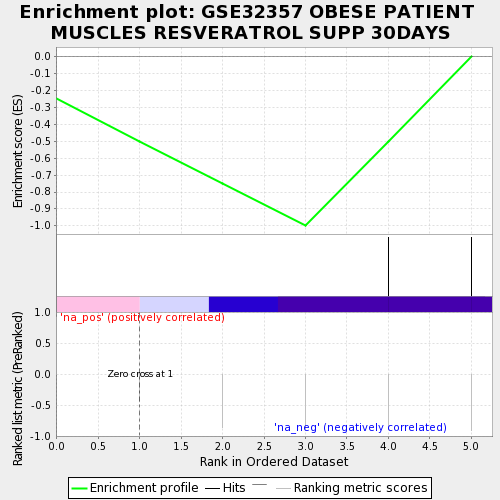 Enrichment plot: GSE32357 OBESE PATIENT
MUSCLES RESVERATROL SUPP 30DAYS
Enrichment score (ES)
0.0
-0.1
-0.2
-0.3
-0.4
-0.5
-0.6
-0.7
-0.8
-0.9
-1.0
Ranked list metric (PreRanked)
1.0
0.5
0.0
-0.5
-1.0
'na_pos' (positively correlated)
Zero cross at 1
'na_neg' (negatively correlated)
0.0 0.5 1.0 1.5 2.0 2.5 3.0 3.5 4.0 4.5 5.0
Rank in Ordered Dataset
Enrichment profile Hits Ranking metric scores